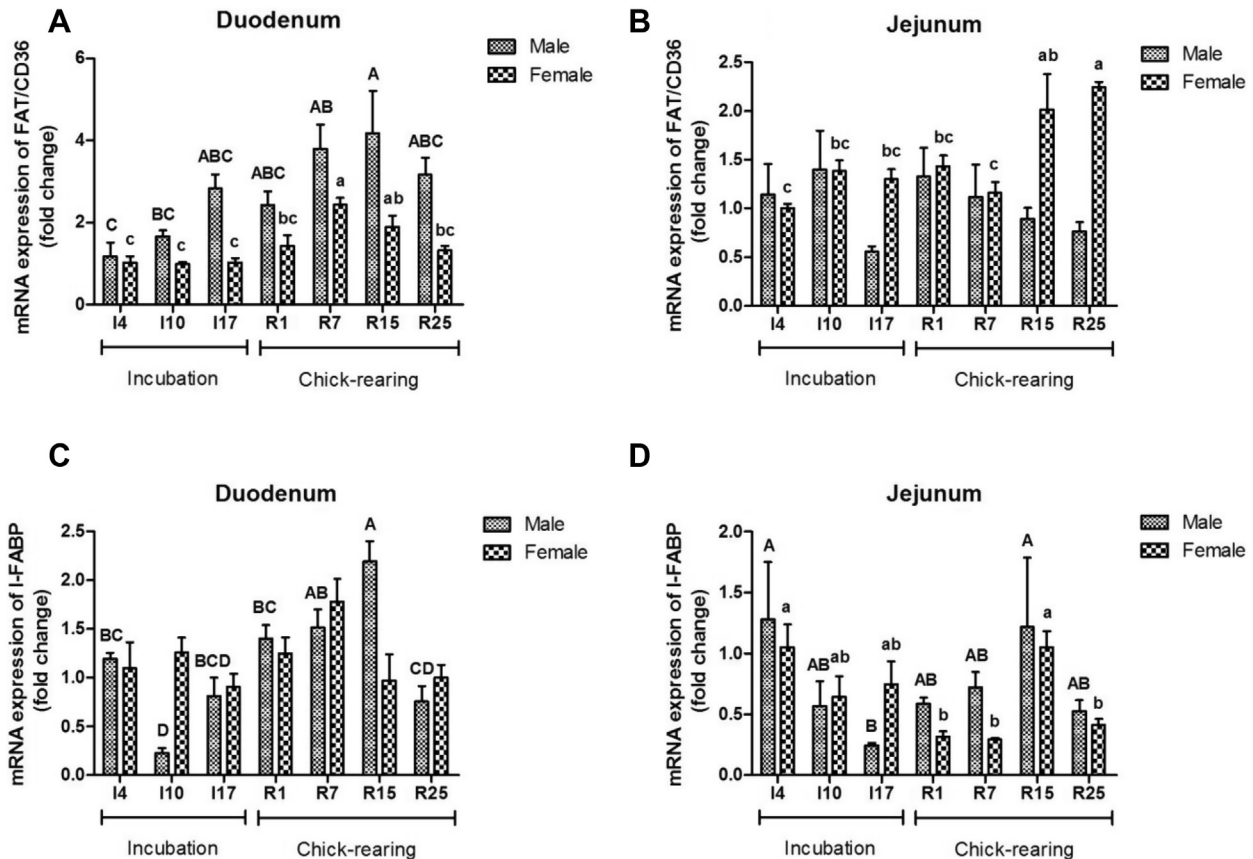 A
Duodenum
Male
Female
mRNA expression of FAT/CD36
(fold change)
6
4
2
0
C c BC c ABC c ABC bc AB a A ab ABC bc
I4 I10 I17 R1 R7 R15 R25
Incubation Chick-rearing
B
Jejunum
Male
Female
mRNA expression of FAT/CD36
(fold change)
2.5
2.0
1.5
1.0
0.5
0.0
c bc bc bc c ab a
I4 I10 I17 R1 R7 R15 R25
Incubation Chick-rearing
C
Duodenum
Male
Female
mRNA expression of I-FABP
(fold change)
2.5
2.0
1.5
1.0
0.5
0.0
BC D BCD BC AB A CD
I4 I10 I17 R1 R7 R15 R25
Incubation Chick-rearing
D
Jejunum
Male
Female
mRNA expression of I-FABP
(fold change)
2.0
1.5
1.0
0.5
0.0
A a AB ab B ab AB b AB b A a AB b
I4 I10 I17 R1 R7 R15 R25
Incubation Chick-rearing